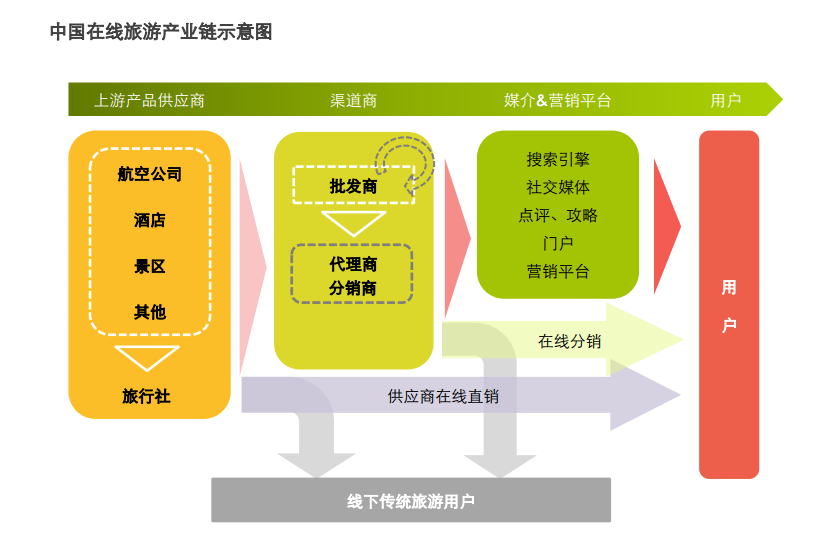 中国在线旅游产业链示意图
上游产品供应商
渠道商
媒介&营销平台
用户
航空公司
酒店
景区
其他
旅行社
批发商
代理商
分销商
搜索引擎
社交媒体
点评、攻略
门户
营销平台
用
户
在线分销
供应商在线直销
线下传统旅游用户